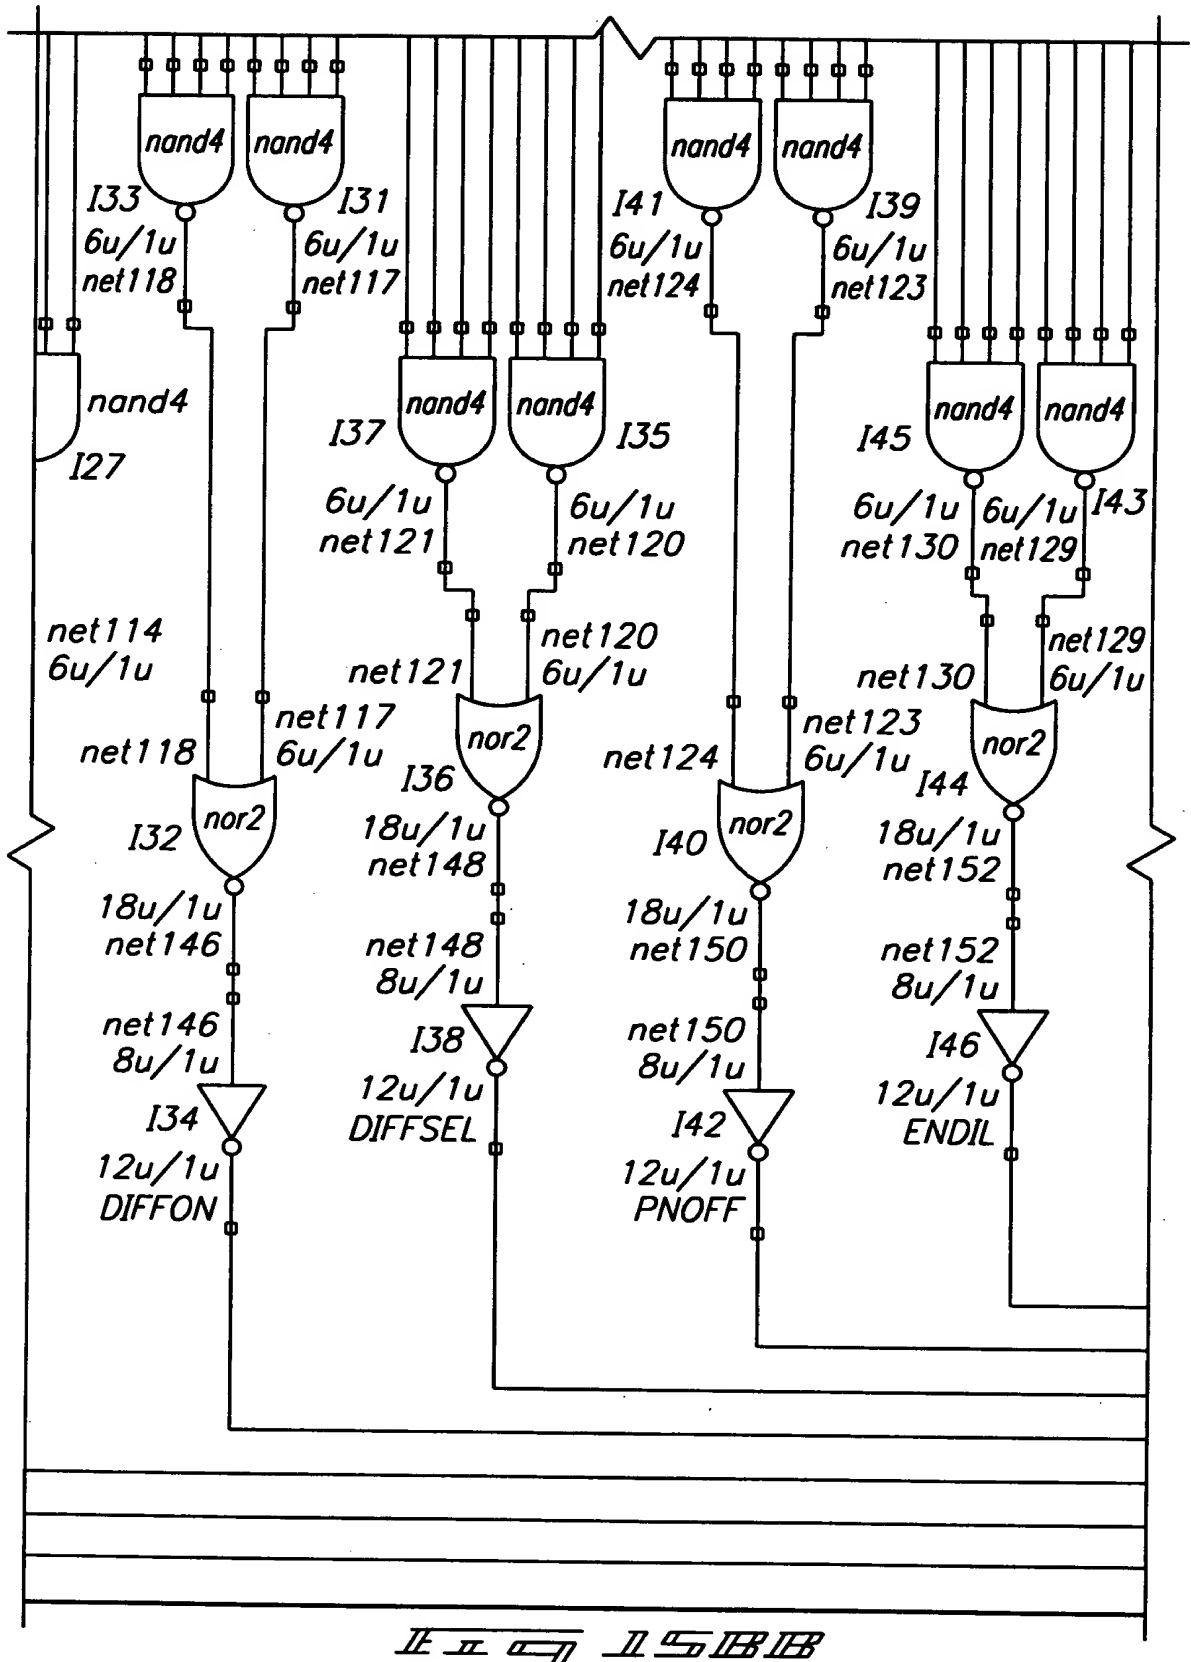 nand4 nand4
nand4 nand4
I33
I31
6u/1u
6u/1u
net118
net117
I41
I39
6u/1u
6u/1u
net124
net123
nand4
I27
nand4 nand4
I37
I35
6u/1u
6u/1u
net121
net120
nand4 nand4
I45
I43
6u/1u
6u/1u
net130
net129
net114
6u/1u
net118
net117
6u/1u
nor2
I32
18u/1u
net146
net146
8u/1u
I34
12u/1u
DIFFON
net121
net120
6u/1u
nor2
I36
18u/1u
net148
net148
8u/1u
I38
12u/1u
DIFFSEL
net124
net123
6u/1u
nor2
I40
18u/1u
net150
net150
8u/1u
I42
12u/1u
PNOFF
net130
net129
6u/1u
nor2
I44
18u/1u
net152
net152
8u/1u
I46
12u/1u
ENDIL
Fig 15BB